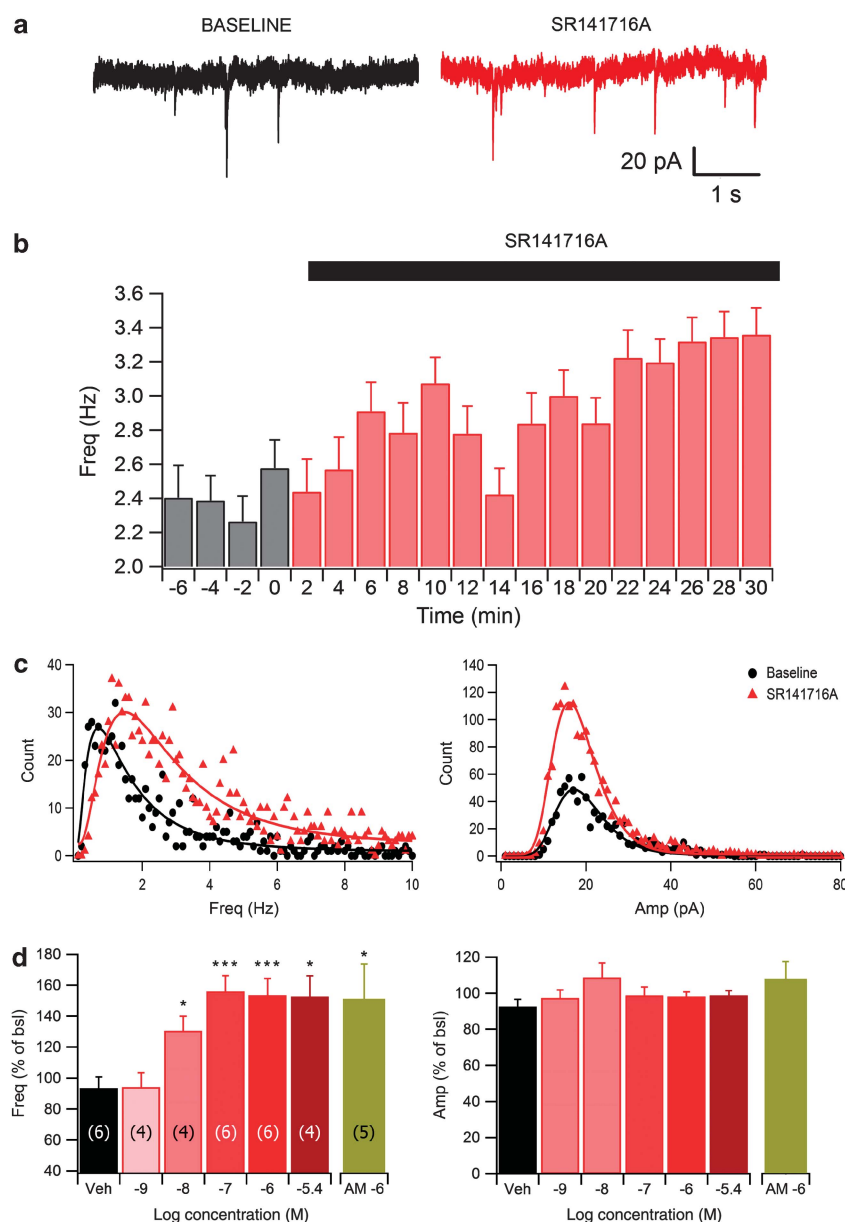 a
BASELINE
SR141716A
20 pA
1 s
b
SR141716A
3.6
3.4
3.2
3.0
2.8
2.6
2.4
2.2
2.0
Freq (Hz)
-6 -4 -2 0 2 4 6 8 10 12 14 16 18 20 22 24 26 28 30
Time (min)
c
40
30
20
10
0
Count
2 4 6 8 10
Freq (Hz)
140
120
100
80
60
40
20
0
Count
Baseline
SR141716A
0 20 40 60 80
Amp (pA)
d
180
160
140
120
100
80
60
40
Freq (% of bsl)
* *** *** * *
(6) (4) (4) (6) (6) (4) (5)
Veh -9 -8 -7 -6 -5.4 AM -6
Log concentration (M)
120
100
80
60
40
20
0
Amp (% of bsl)
Veh -9 -8 -7 -6 -5.4 AM -6
Log concentration (M)